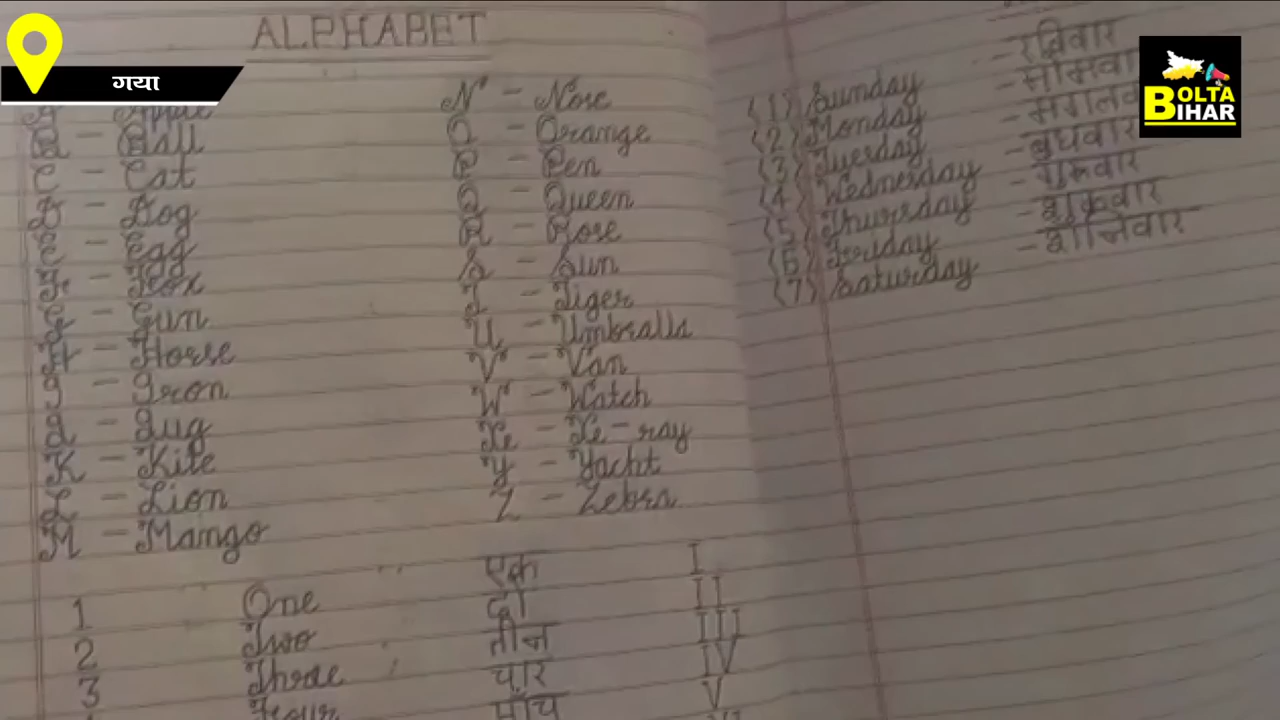 गया
BOLTA
BIHAR
ALPHABET
A - Apple
B - Ball
C - Cat
D - Dog
E - Egg
F - Fox
G - Gun
H - Horse
I - Iron
J - Jug
K - Kite
L - Lion
M - Mango
N - Nose
O - Orange
P - Pen
Q - Queen
R - Rose
S - Sun
T - Tiger
U - Umbralla
V - Van
W - Watch
Xe - Xe-ray
Y - Yacht
Z - Zebra
1 One एक I
2 Two दो II
3 Three तीन III
Four चार IV
पाँच V
(1) Sunday - रविवार
(2) Monday - सोमवा
(3) Tuesday - मंगलव
(4) Wednesday - बुधवार
(5) Thursday - गुरुवार
(6) Friday - शुक्रवार
(7) Saturday - शनिवार